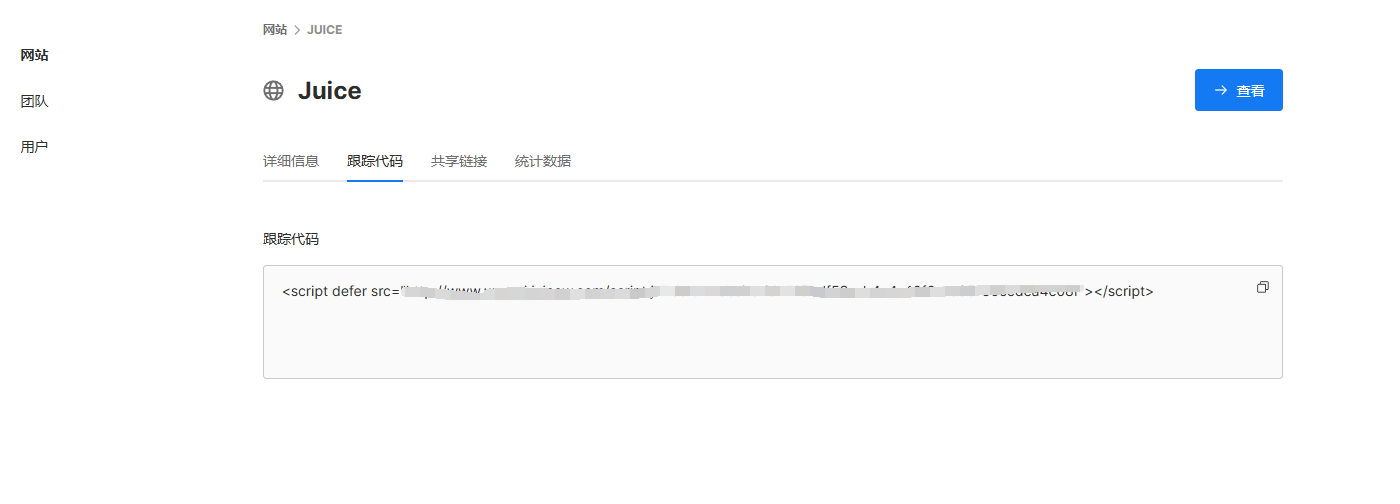 网站 > JUICE
网站
团队
用户
Juice
查看
详细信息 跟踪代码 共享链接 统计数据
跟踪代码
<script defer src=" ></script>